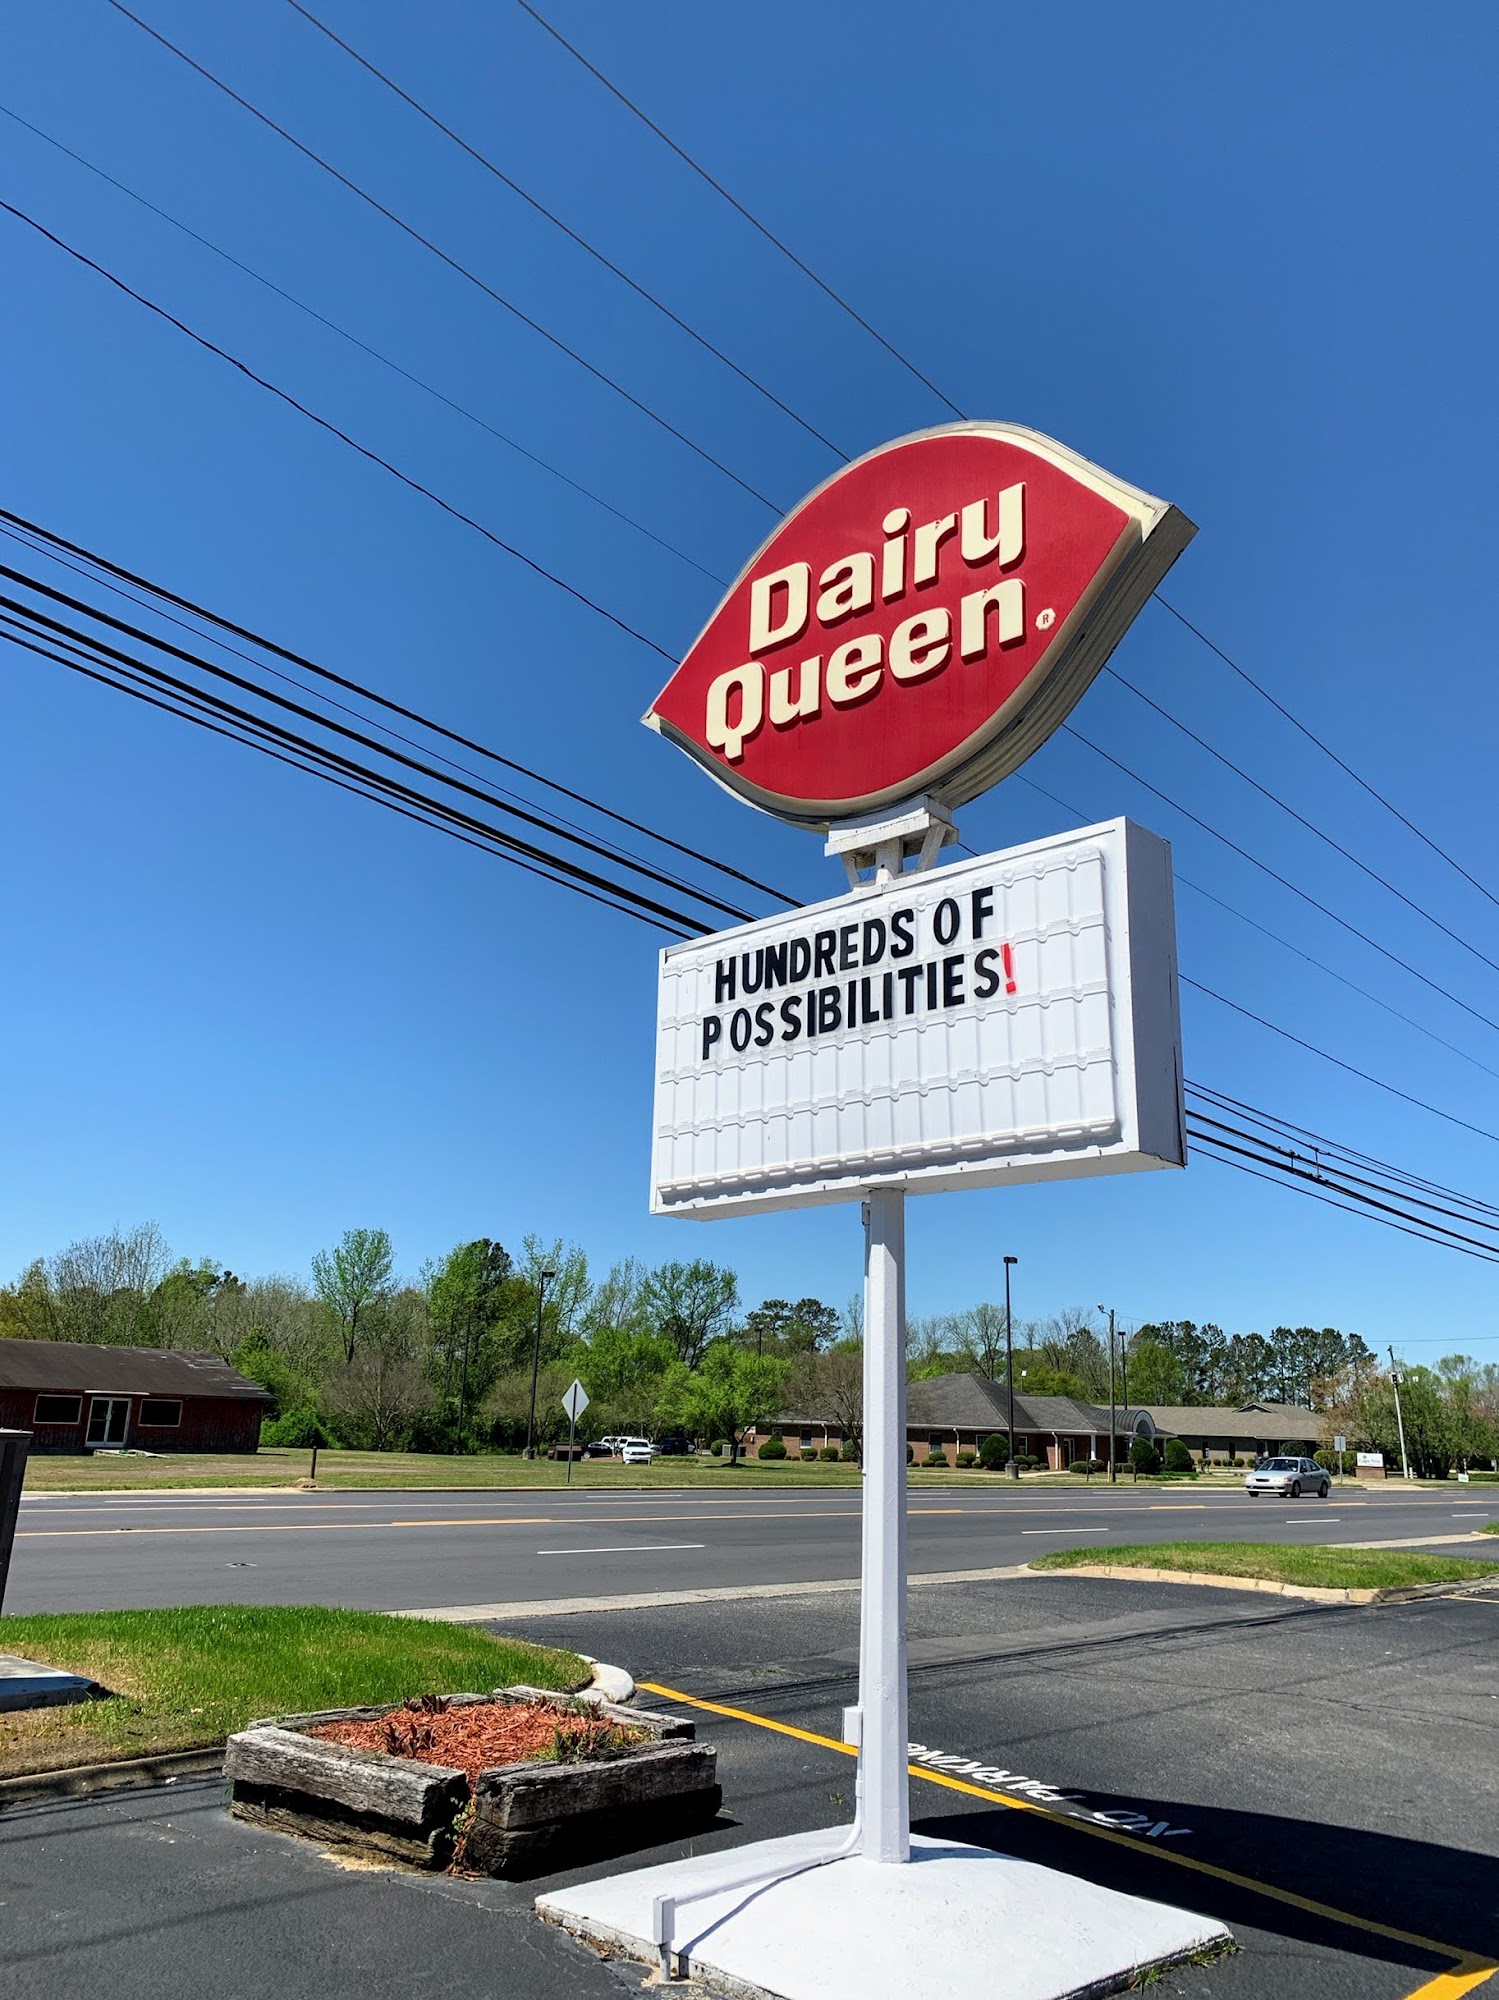 Dairy
Queen®
HUNDREDS OF
POSSIBILITIES!
NO PARKING